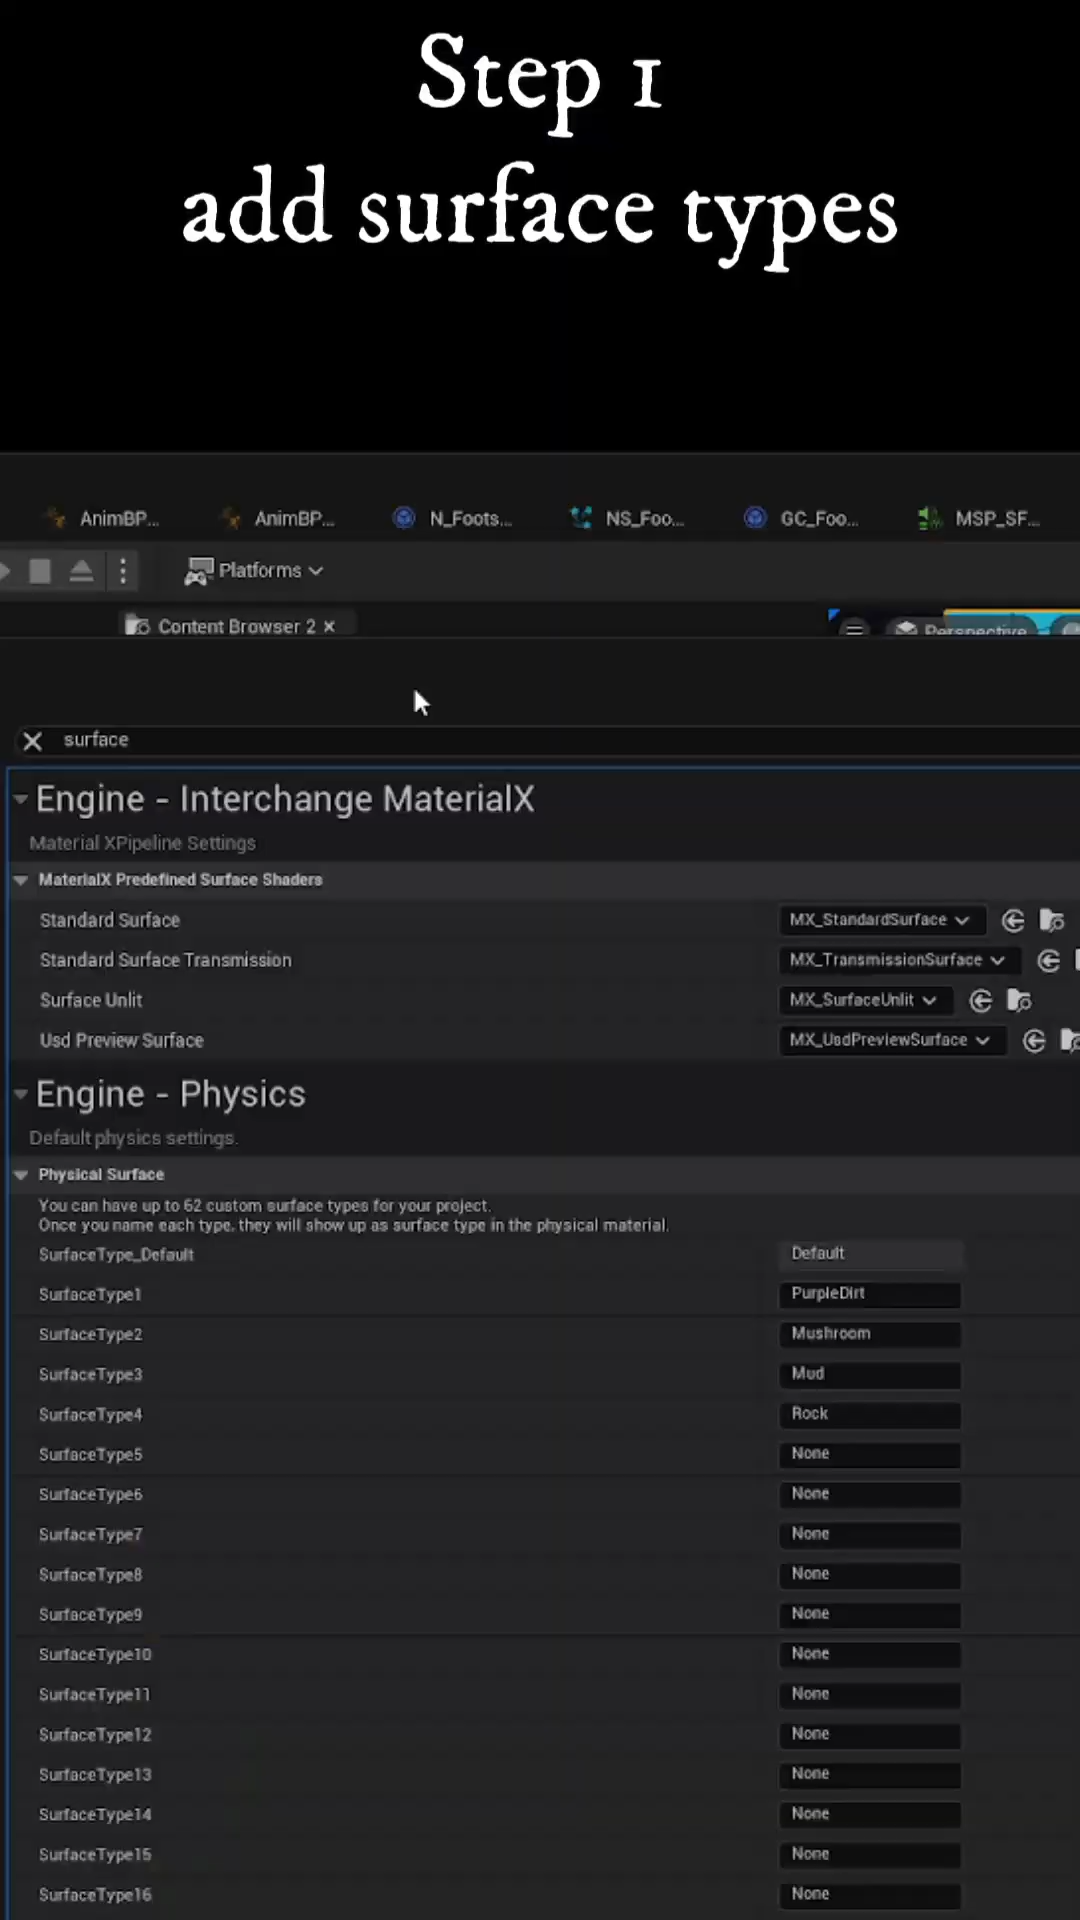 Step 1
add surface types
AnimBP... AnimBP... N_Foots... NS_Foo... GC_Foo... MSP_SF...
Platforms
Content Browser 2
Perspective
surface
Engine - Interchange MaterialX
Material XPipeline Settings
MaterialX Predefined Surface Shaders
Standard Surface MX_StandardSurface
Standard Surface Transmission MX_TransmissionSurface
Surface Unlit MX_SurfaceUnlit
Usd Preview Surface MX_UsdPreviewSurface
Engine - Physics
Default physics settings.
Physical Surface
You can have up to 62 custom surface types for your project.
Once you name each type, they will show up as surface type in the physical material.
SurfaceType_Default Default
SurfaceType1 PurpleDirt
SurfaceType2 Mushroom
SurfaceType3 Mud
SurfaceType4 Rock
SurfaceType5 None
SurfaceType6 None
SurfaceType7 None
SurfaceType8 None
SurfaceType9 None
SurfaceType10 None
SurfaceType11 None
SurfaceType12 None
SurfaceType13 None
SurfaceType14 None
SurfaceType15 None
SurfaceType16 None